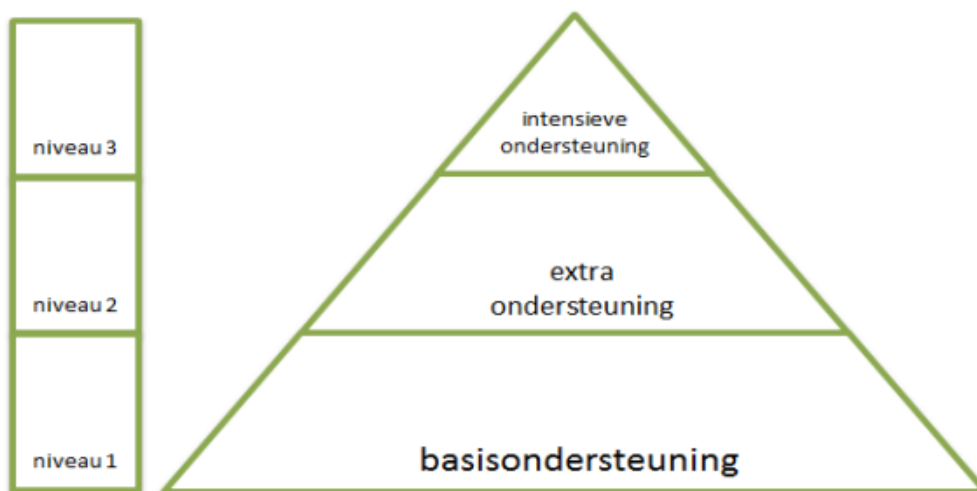 intensieve
ondersteuning
niveau 3
extra
ondersteuning
niveau 2
basisondersteuning
niveau 1